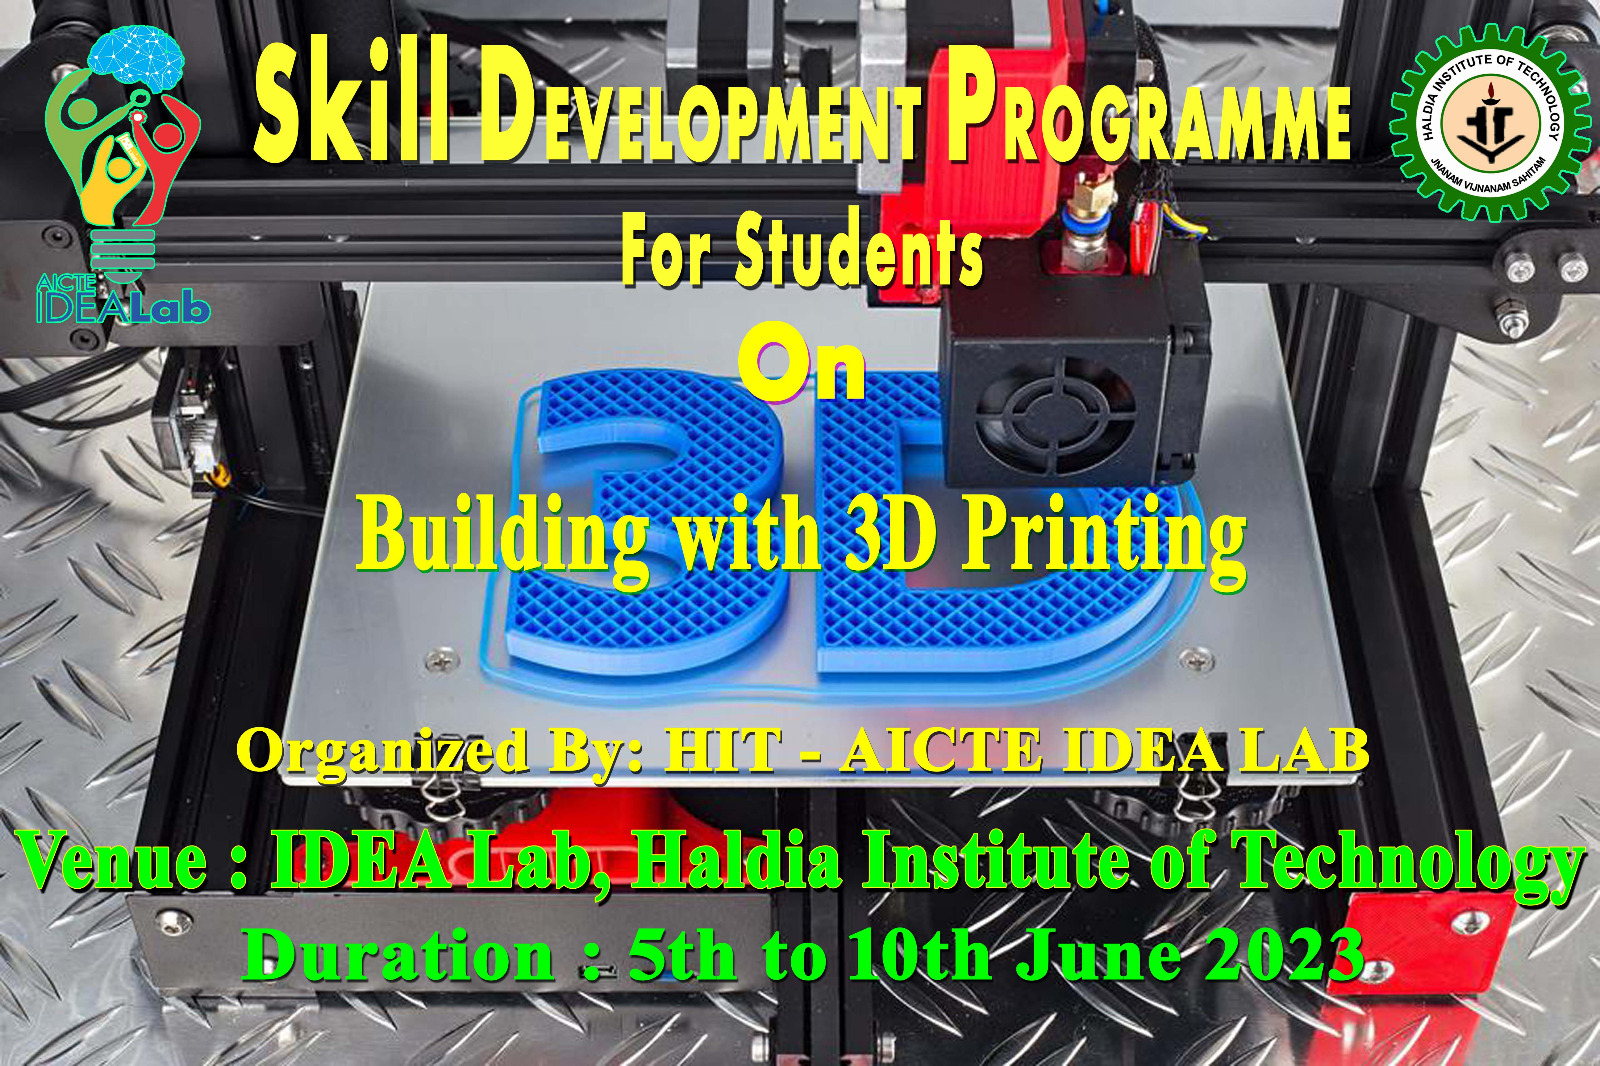 Skill DEVELOPMENT PROGRAMME
For Students
On
Building with 3D Printing
Organized By: HIT - AICTE IDEA LAB
Venue : IDEA Lab, Haldia Institute of Technology
Duration : 5th to 10th June 2023
AICTE
IDEALab
HALDIA INSTITUTE OF TECHNOLOGY
JNANAM VIJNANAM SAHITAM
3D